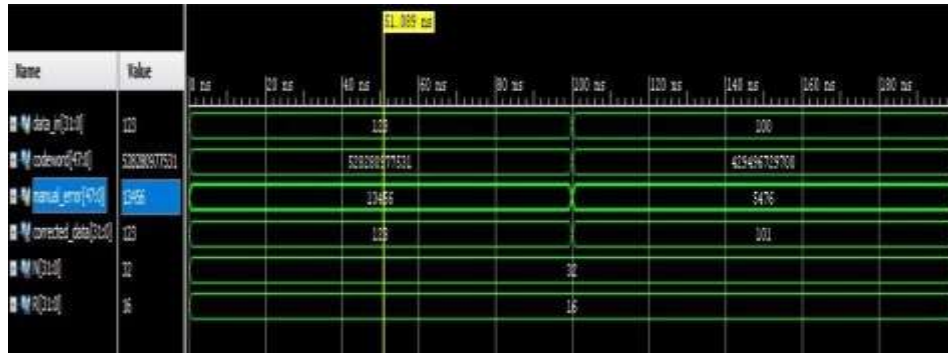 51.089 ns
Name Value
0 ns 20 ns 40 ns 60 ns 80 ns 100 ns 120 ns 140 ns 160 ns 180 ns
data_in[31:0] 123 123 100
codeword[47:0] 528280977531 528280977531 429496729700
manual_error[47:0] 13456 13456 5476
corrected_data[31:0] 123 123 101
N[31:0] 32 32
R[31:0] 16 16